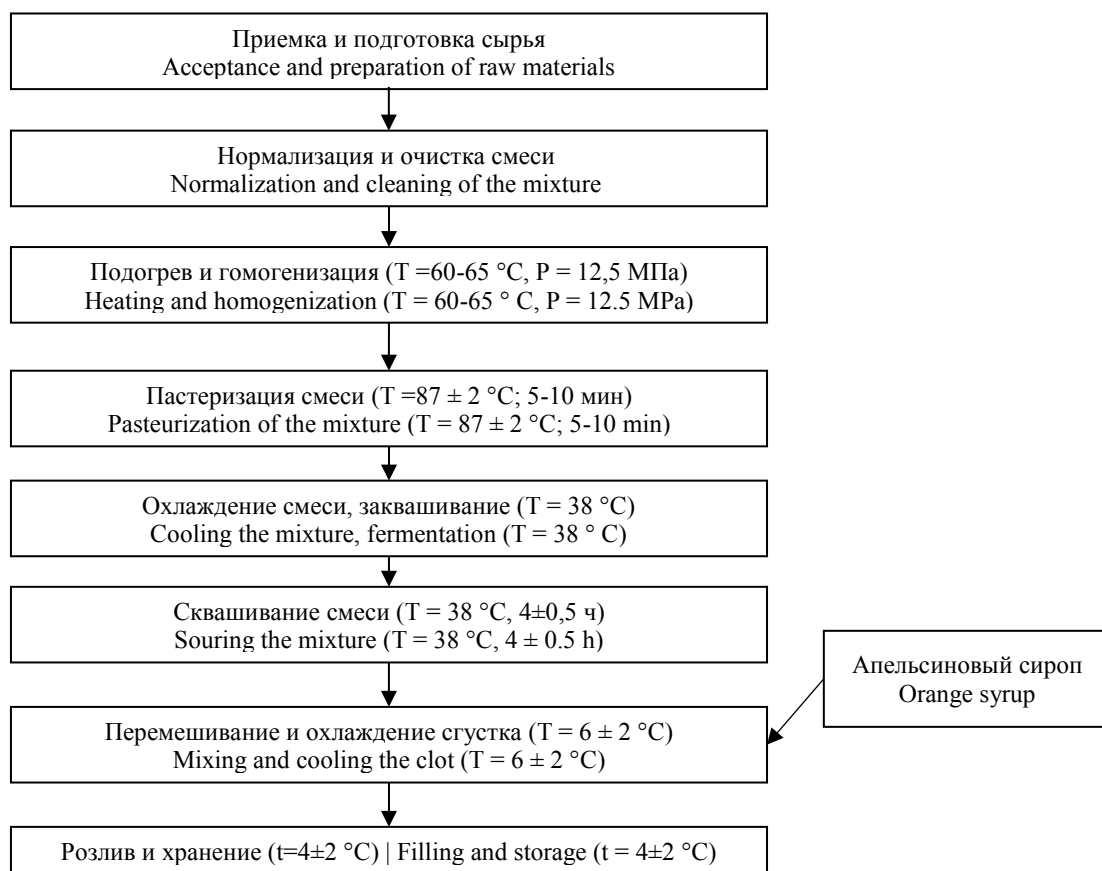 Приемка и подготовка сырья
Acceptance and preparation of raw materials
Нормализация и очистка смеси
Normalization and cleaning of the mixture
Подогрев и гомогенизация (T =60-65 °C, P = 12,5 МПа)
Heating and homogenization (T = 60-65 ° C, P = 12.5 MPa)
Пастеризация смеси (T =87 ± 2 °C; 5-10 мин)
Pasteurization of the mixture (T = 87 ± 2 °C; 5-10 min)
Охлаждение смеси, заквашивание (T = 38 °C)
Cooling the mixture, fermentation (T = 38 ° C)
Сквашивание смеси (T = 38 °C, 4±0,5 ч)
Souring the mixture (T = 38 °C, 4 ± 0.5 h)
Апельсиновый сироп
Orange syrup
Перемешивание и охлаждение сгустка (T = 6 ± 2 °C)
Mixing and cooling the clot (T = 6 ± 2 °C)
Розлив и хранение (t=4±2 °C) | Filling and storage (t = 4±2 °C)